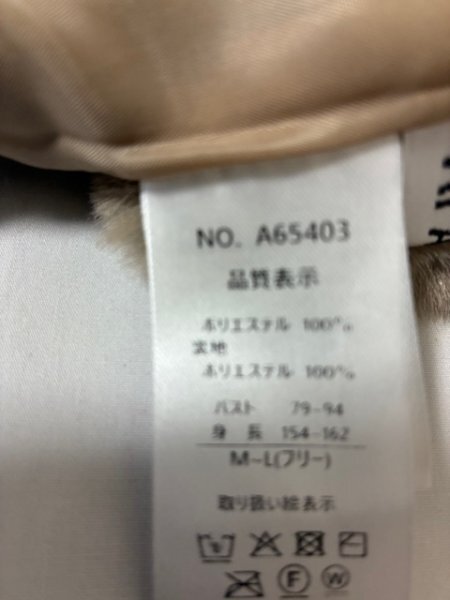 NO. A65403
品質表示
ポリエステル 100%
裏地
ポリエステル 100%
バスト 79-94
身長 154-162
M-L(フリー)
取り扱い絵表示
F W